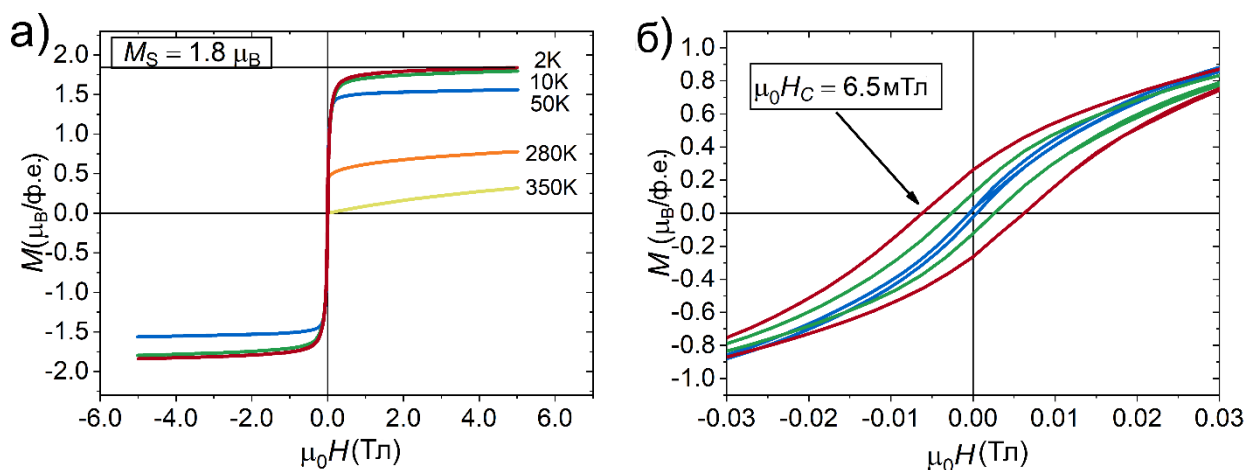 а)
M_S = 1.8 μ_B
2.0
1.5
1.0
0.5
0.0
-0.5
-1.0
-1.5
-2.0
2K
10K
50K
280K
350K
M(μ_B/ф.е.)
-6.0 -4.0 -2.0 0.0 2.0 4.0 6.0
μ₀H(Тл)
б)
μ₀H_C = 6.5мТл
1.0
0.8
0.6
0.4
0.2
0.0
-0.2
-0.4
-0.6
-0.8
-1.0
M (μ_B/ф.е.)
-0.03 -0.02 -0.01 0.00 0.01 0.02 0.03
μ₀H(Тл)